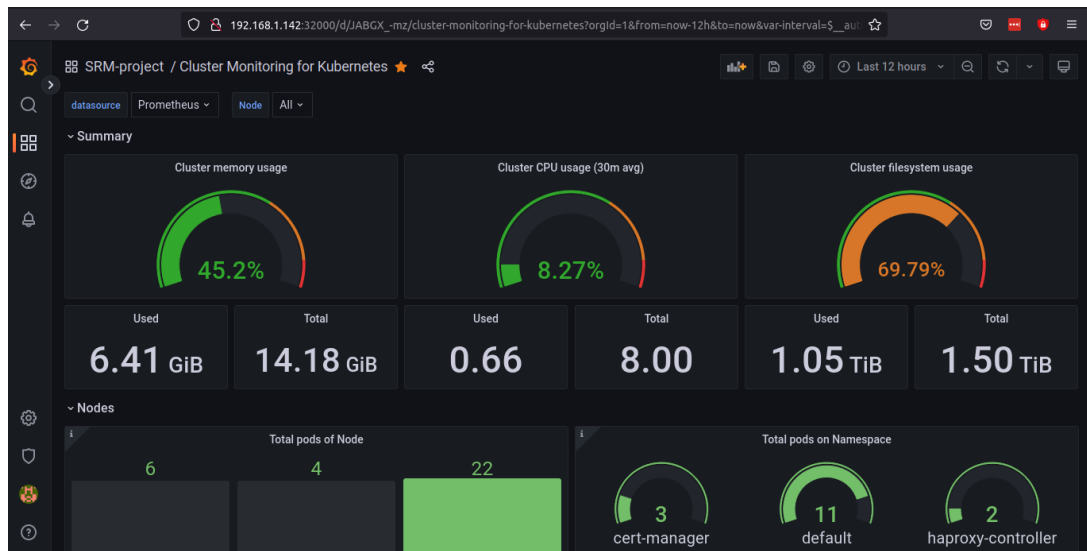 192.168.1.142:32000/d/JABGX_-mz/cluster-monitoring-for-kubernetes?orgId=1&from=now-12h&to=now&var-interval=$__aut
SRM-project / Cluster Monitoring for Kubernetes
Last 12 hours
datasource Prometheus Node All
Summary
Cluster memory usage
45.2%
Cluster CPU usage (30m avg)
8.27%
Cluster filesystem usage
69.79%
Used
6.41 GiB
Total
14.18 GiB
Used
0.66
Total
8.00
Used
1.05 TiB
Total
1.50 TiB
Nodes
Total pods of Node
6 4 22
Total pods on Namespace
3
cert-manager
11
default
2
haproxy-controller